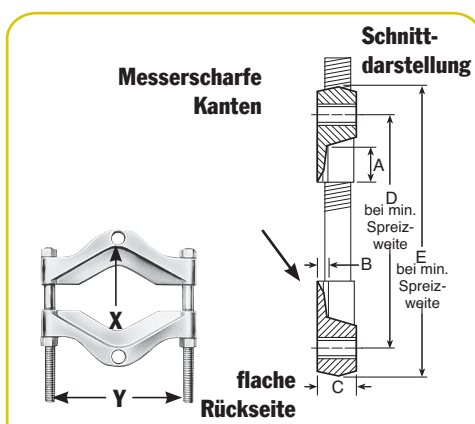 Schnitt-
darstellung
Messerscharfe
Kanten
A
D
bei min.
Spreiz-
weite
E
bei min.
Spreiz-
weite
B
X
Y
flache
Rückseite
C